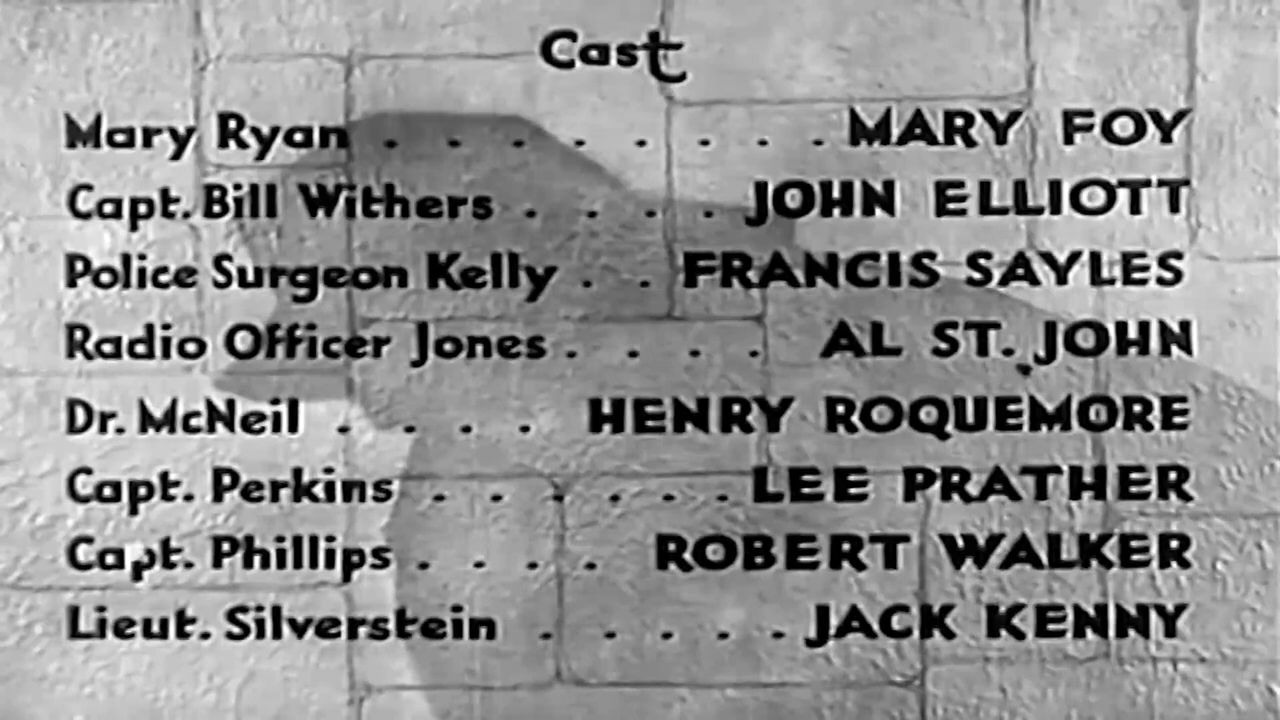 Cast
Mary Ryan . . . . . . . . MARY FOY
Capt. Bill Withers . . . . JOHN ELLIOTT
Police Surgeon Kelly . . FRANCIS SAYLES
Radio Officer Jones . . . . AL ST. JOHN
Dr. McNeil . . . . HENRY ROQUEMORE
Capt. Perkins . . . . . . LEE PRATHER
Capt. Phillips . . . . ROBERT WALKER
Lieut. Silverstein . . . . . JACK KENNY